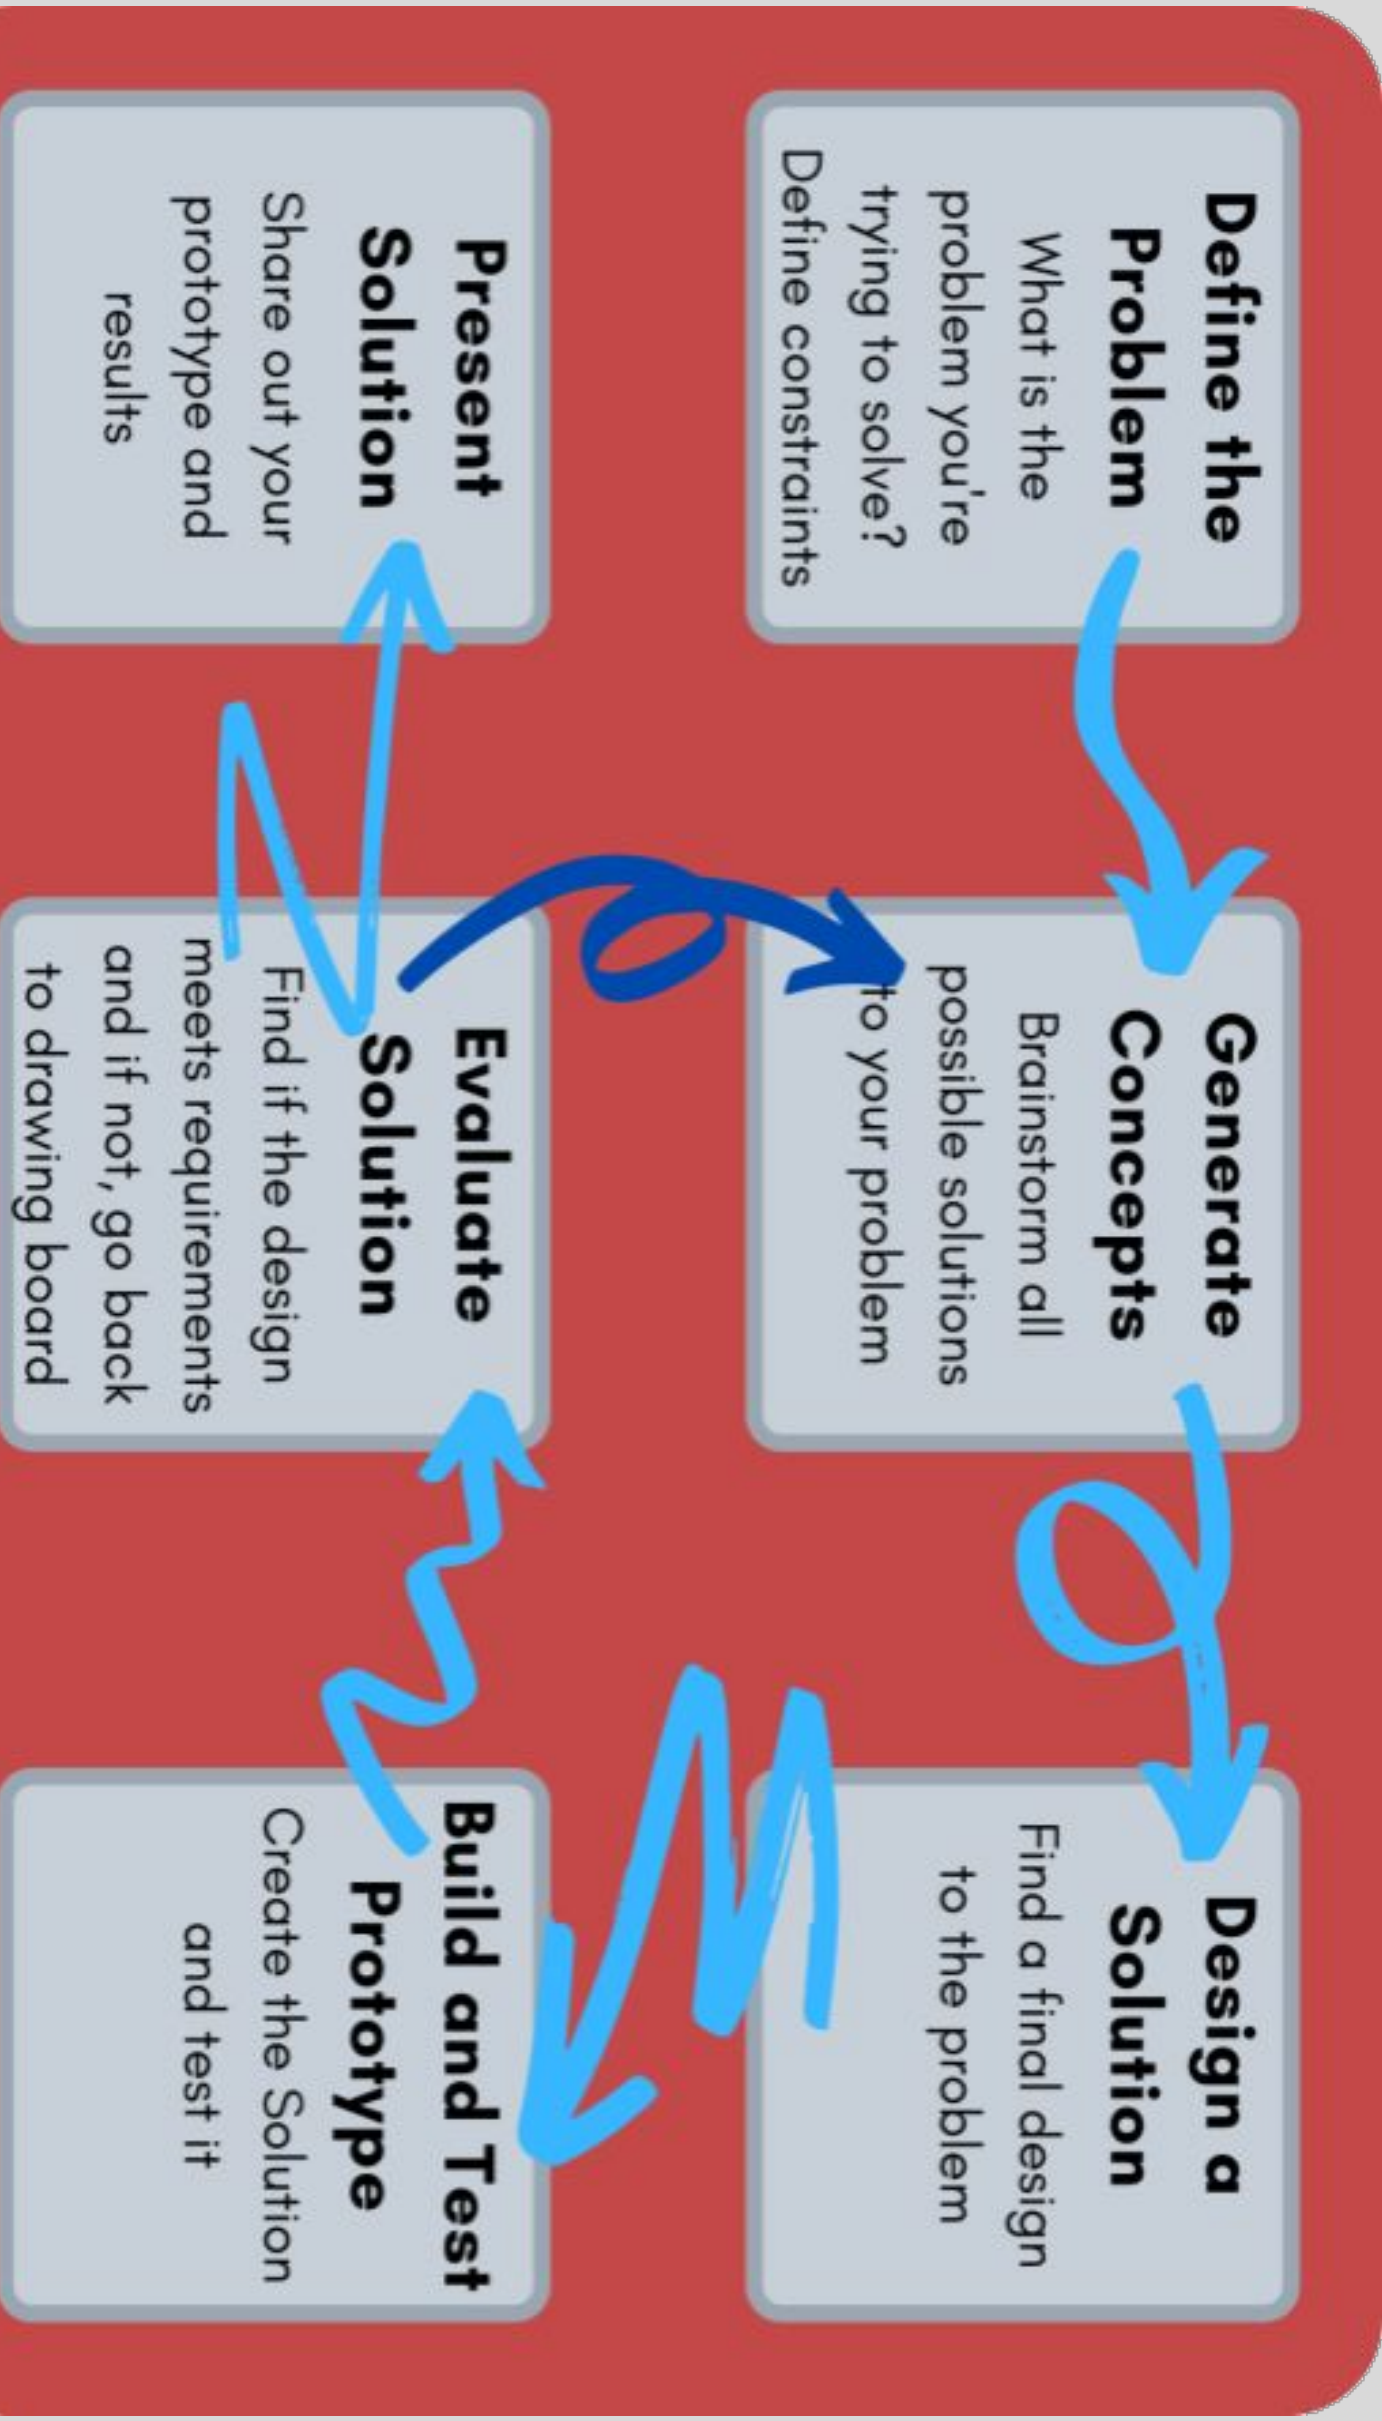 Define the
Problem
What is the
problem you're
trying to solve?
Define constraints
Generate
Concepts
Brainstorm all
possible solutions
to your problem
Design a
Solution
Find a final design
to the problem
Build and Test
Prototype
Create the Solution
and test it
Evaluate
Solution
Find if the design
meets requirements
and if not, go back
to drawing board
Present
Solution
Share out your
prototype and
results